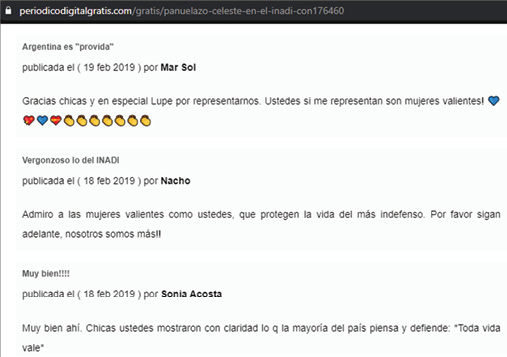 periodicodigitalgratis.com/gratis/panuelazo-celeste-en-el-inadi-con176460
Argentina es "provida"
publicada el ( 19 feb 2019 ) por Mar Sol
Gracias chicas y en especial Lupe por representarnos. Ustedes si me representan son mujeres valientes! 💙
💘💙💝👏👏👏👏👏👏👏
Vergonzoso lo del INADI
publicada el ( 18 feb 2019 ) por Nacho
Admiro a las mujeres valientes como ustedes, que protegen la vida del más indefenso. Por favor sigan
adelante, nosotros somos más!!
Muy bien!!!!
publicada el ( 18 feb 2019 ) por Sonia Acosta
Muy bien ahí. Chicas ustedes mostraron con claridad lo q la mayoría del país piensa y defiende: "Toda vida
vale"